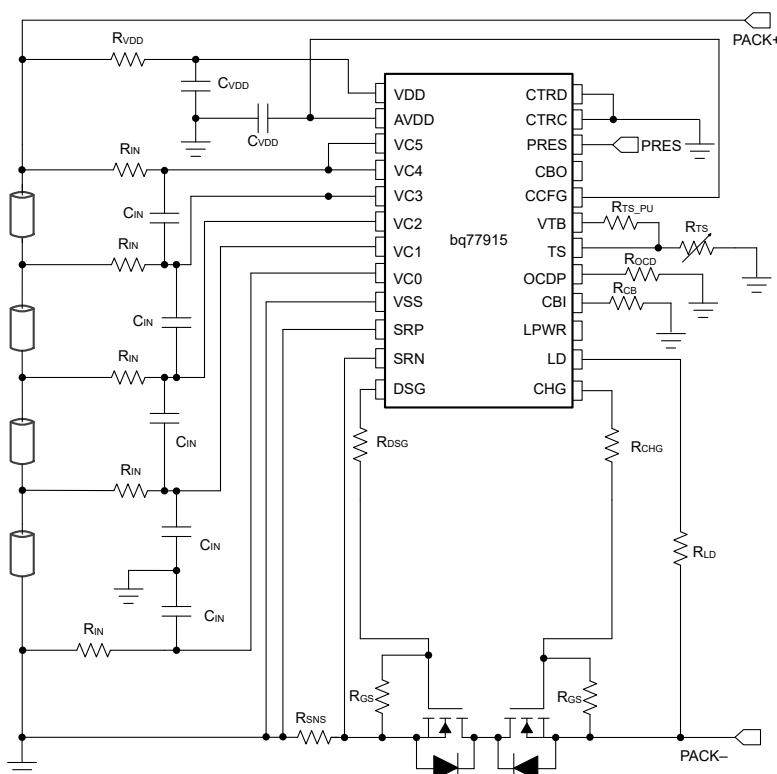 PACK+
RVDD
CVDD
CVDD
VDD
CTRD
AVDD
CTRC
VC5
PRES
PRES
RIN
VC4
CBO
VC3
CCFG
CIN
VC2
VTB
RTS_PU
RTS
bq77915
RIN
VC1
TS
VC0
OCDP
ROCD
VSS
CBI
RCB
CIN
SRP
LPWR
RIN
SRN
LD
DSG
CHG
CIN
RDSG
RCHG
RIN
CIN
RLD
CIN
RIN
RGS
RGS
RSNS
PACK–